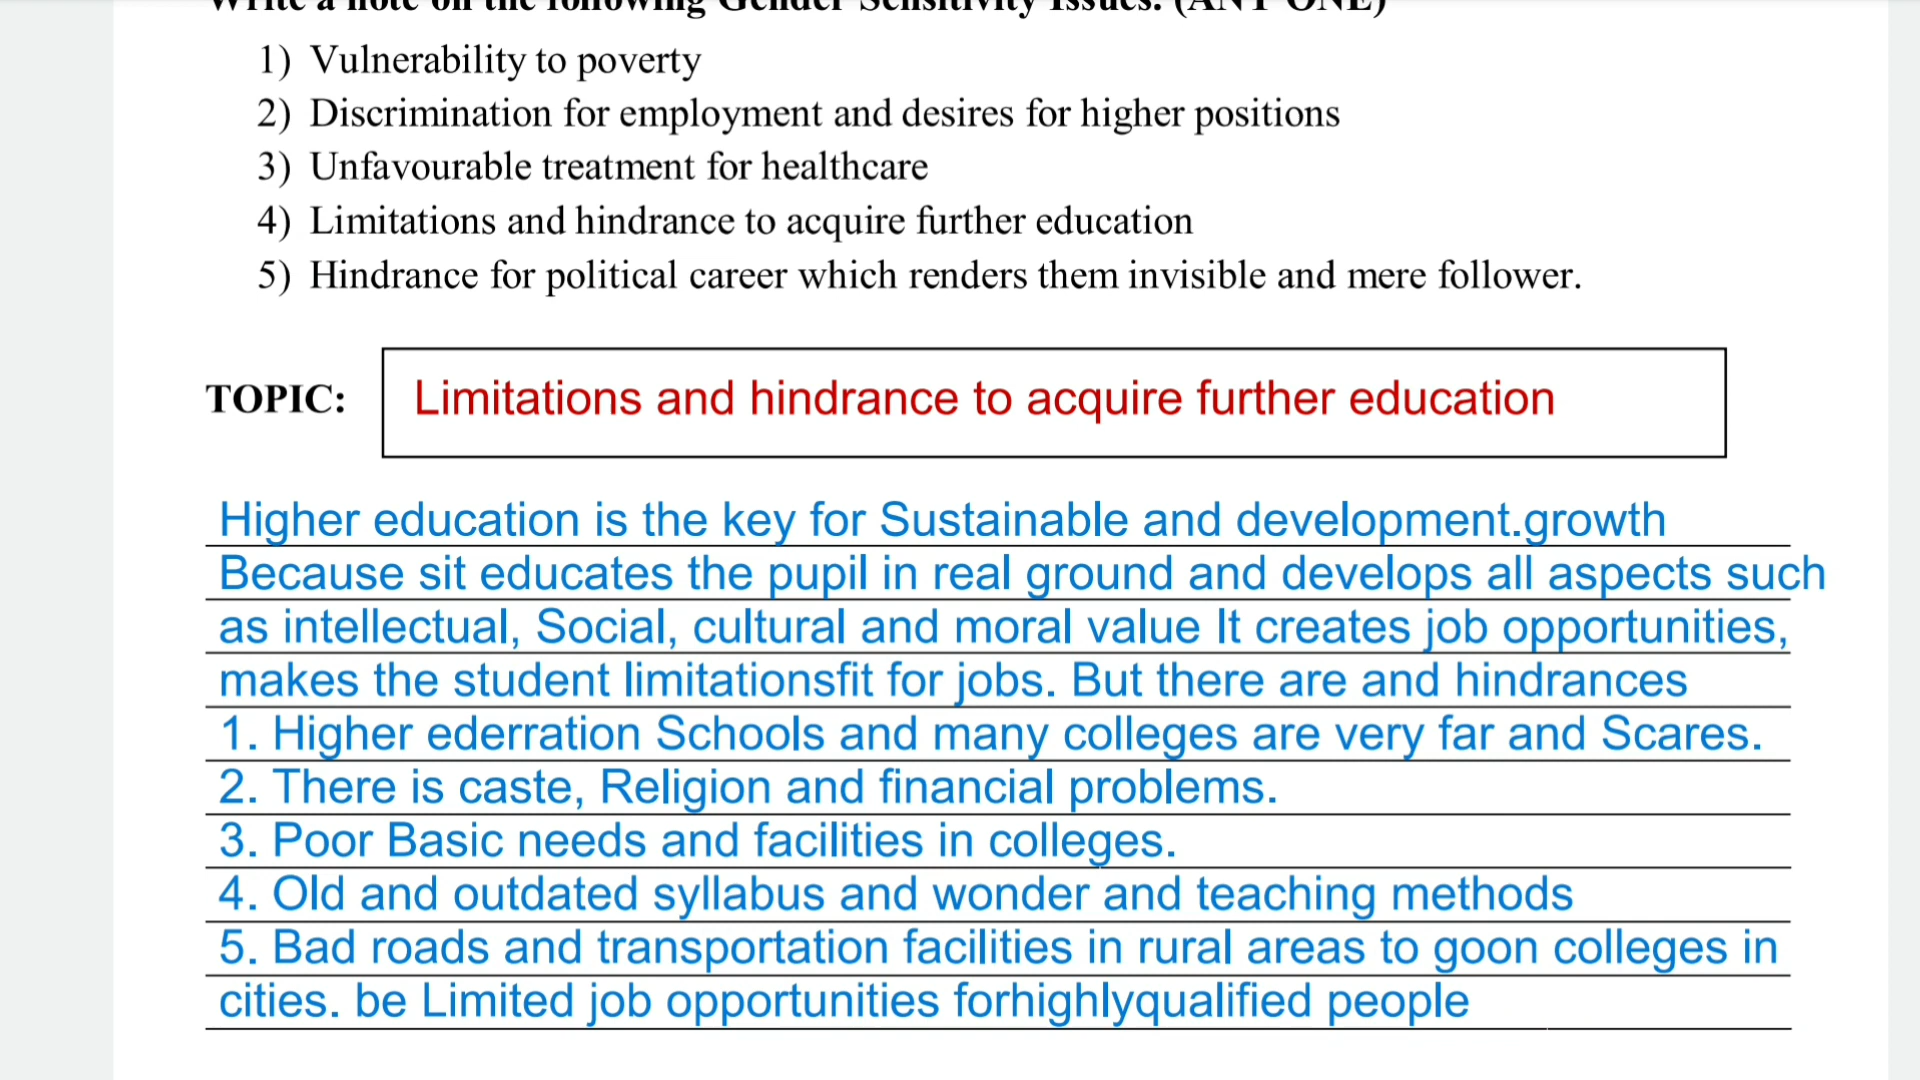 Write a note on the following Gender Sensitivity Issues: (ANY ONE)
1) Vulnerability to poverty
2) Discrimination for employment and desires for higher positions
3) Unfavourable treatment for healthcare
4) Limitations and hindrance to acquire further education
5) Hindrance for political career which renders them invisible and mere follower.
TOPIC: Limitations and hindrance to acquire further education
Higher education is the key for Sustainable and development.growth
Because sit educates the pupil in real ground and develops all aspects such
as intellectual, Social, cultural and moral value It creates job opportunities,
makes the student limitationsfit for jobs. But there are and hindrances
1. Higher ederration Schools and many colleges are very far and Scares.
2. There is caste, Religion and financial problems.
3. Poor Basic needs and facilities in colleges.
4. Old and outdated syllabus and wonder and teaching methods
5. Bad roads and transportation facilities in rural areas to goon colleges in
cities. be Limited job opportunities forhighlyqualified people